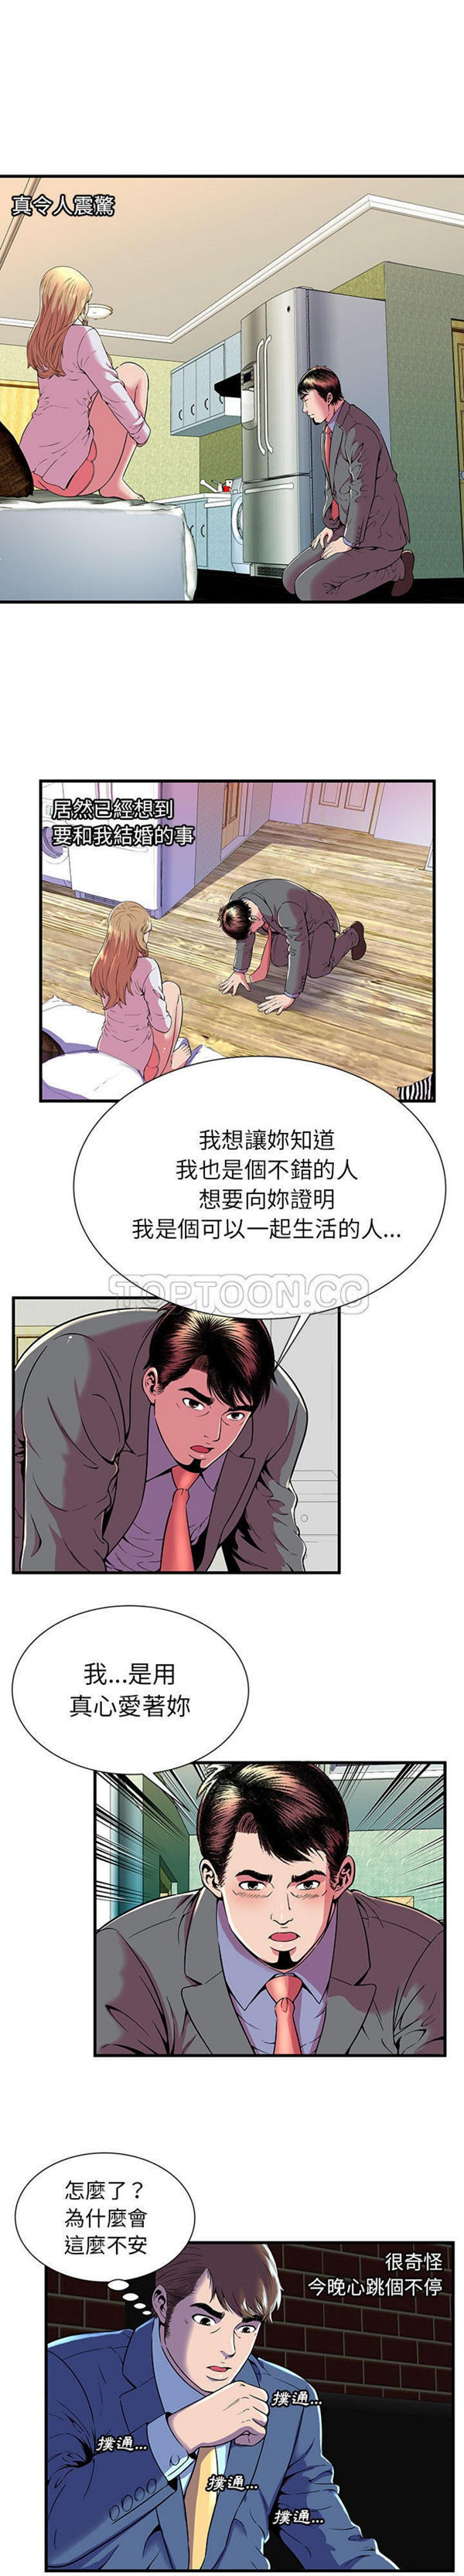 真令人震驚
居然已經想到
要和我結婚的事
我想讓妳知道
我也是個不錯的人
想要向妳證明
我是個可以一起生活的人...
TOPTOON.CC
我...是用
真心愛著妳
怎麼了？
為什麼會
這麼不安
很奇怪
今晚心跳個不停
撲通...
撲通...
撲通...
撲通...